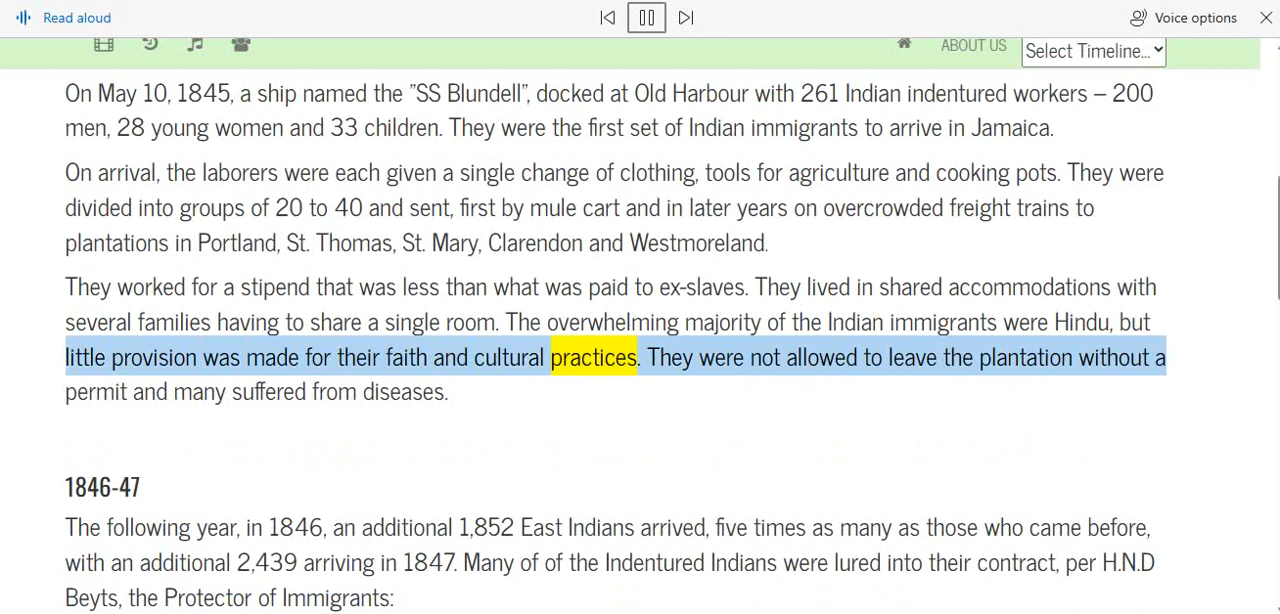 Read aloud
Voice options
ABOUT US
Select Timeline...
On May 10, 1845, a ship named the ”SS Blundell”, docked at Old Harbour with 261 Indian indentured workers – 200
men, 28 young women and 33 children. They were the first set of Indian immigrants to arrive in Jamaica.
On arrival, the laborers were each given a single change of clothing, tools for agriculture and cooking pots. They were
divided into groups of 20 to 40 and sent, first by mule cart and in later years on overcrowded freight trains to
plantations in Portland, St. Thomas, St. Mary, Clarendon and Westmoreland.
They worked for a stipend that was less than what was paid to ex-slaves. They lived in shared accommodations with
several families having to share a single room. The overwhelming majority of the Indian immigrants were Hindu, but
little provision was made for their faith and cultural practices. They were not allowed to leave the plantation without a
permit and many suffered from diseases.
1846-47
The following year, in 1846, an additional 1,852 East Indians arrived, five times as many as those who came before,
with an additional 2,439 arriving in 1847. Many of of the Indentured Indians were lured into their contract, per H.N.D
Beyts, the Protector of Immigrants: